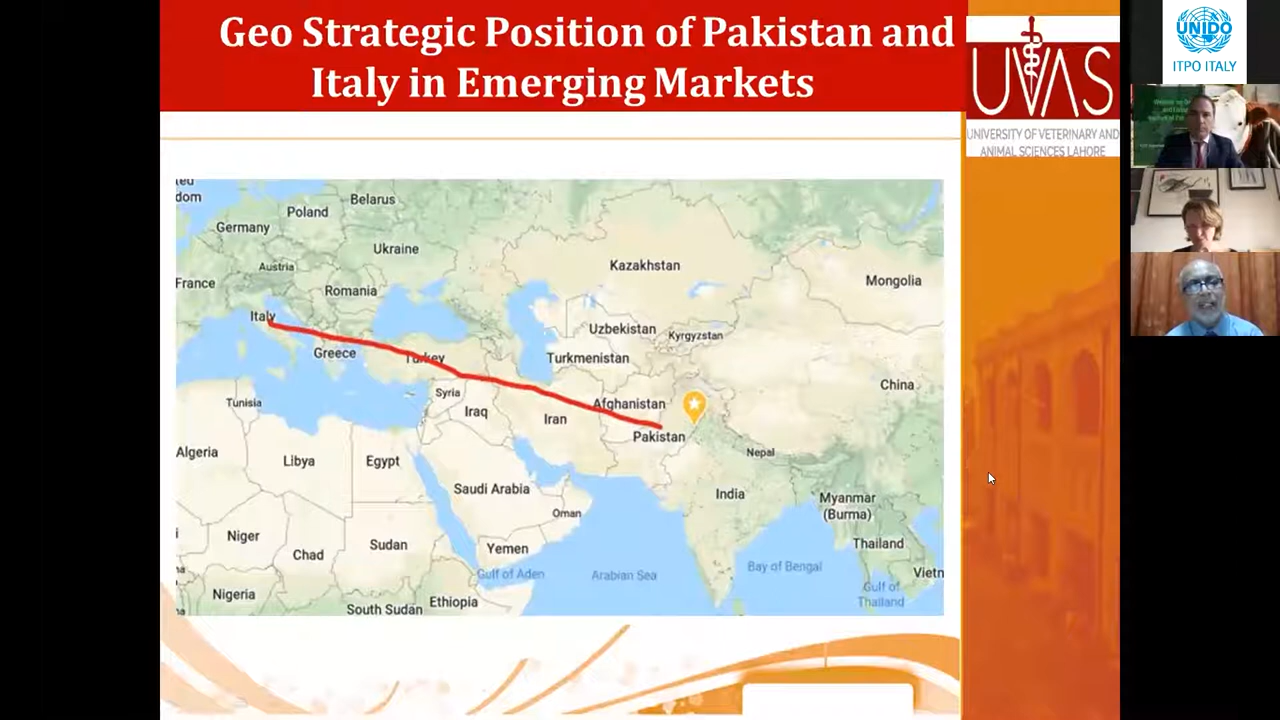 Geo Strategic Position of Pakistan and
Italy in Emerging Markets
UVAS
UNIVERSITY OF VETERINARY AND
ANIMAL SCIENCES LAHORE
UNIDO
ITPO ITALY
dom
Belarus
Poland
Germany
Ukraine
Austria
France
Romania
Kazakhstan
Mongolia
Italy
Uzbekistan
Kyrgyzstan
Greece
Turkey
Turkmenistan
China
Syria
Tunisia
Iraq
Iran
Afghanistan
Pakistan
Algeria
Libya
Egypt
Nepal
Saudi Arabia
India
Oman
Myanmar
(Burma)
Niger
Chad
Sudan
Yemen
Thailand
Gulf of Aden
Arabian Sea
Bay of Bengal
Vietn
Nigeria
South Sudan
Ethiopia
Gulf of
Thailand